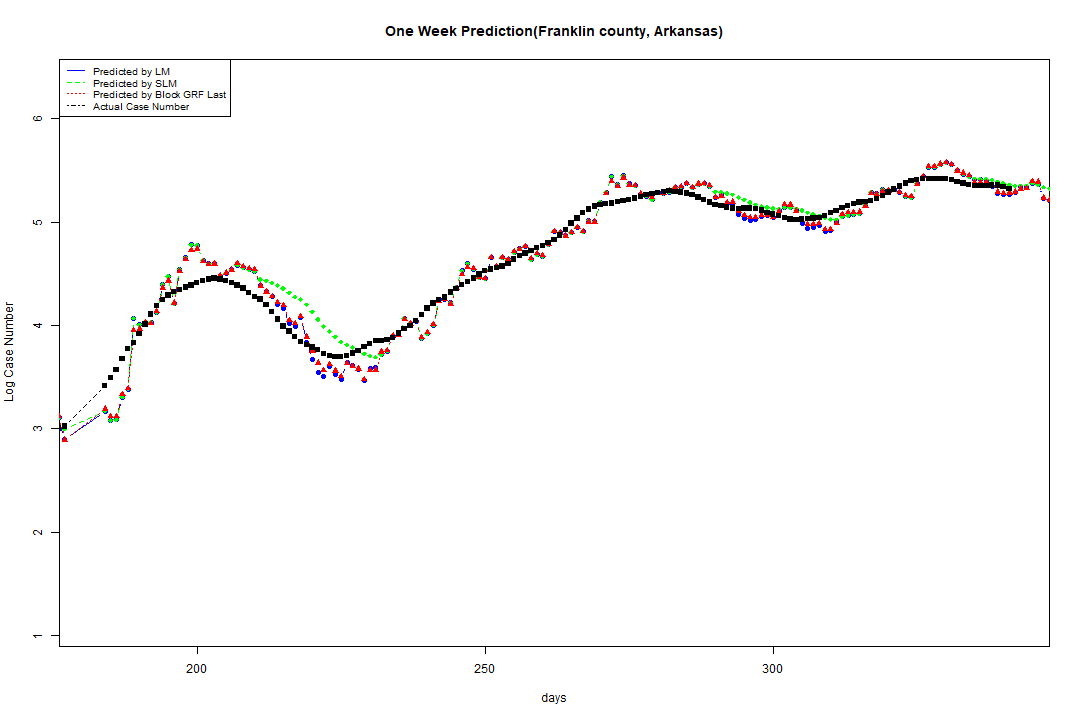 One Week Prediction(Franklin county, Arkansas)
Predicted by LM
Predicted by SLM
Predicted by Block GRF Last
Actual Case Number
6
5
4
3
2
1
Log Case Number
200 250 300
days